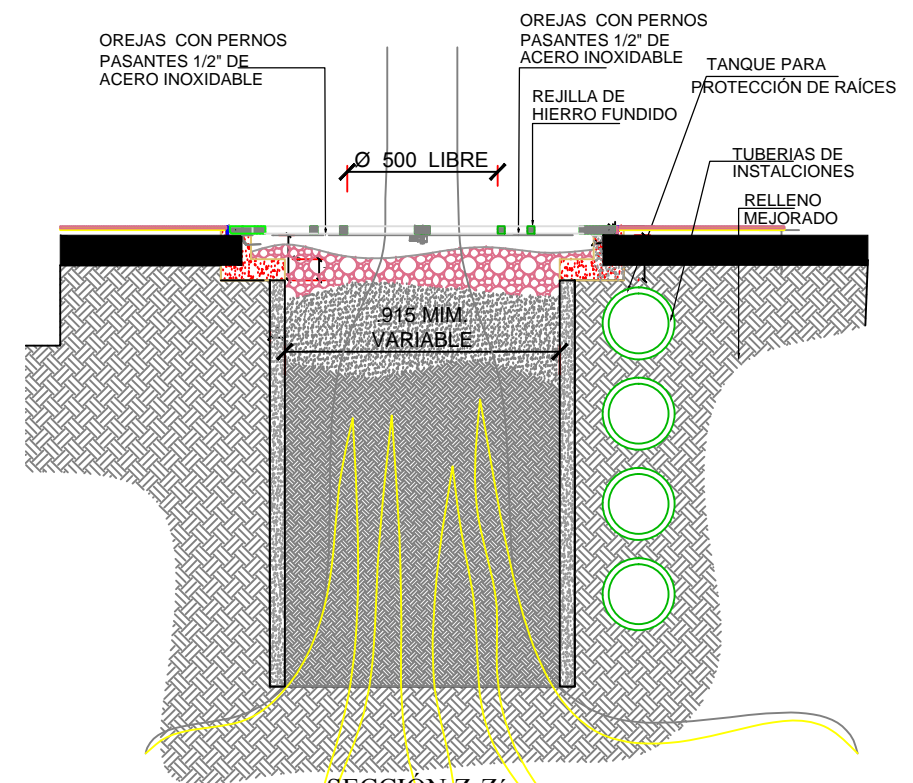 OREJAS CON PERNOS
PASANTES 1/2" DE
ACERO INOXIDABLE
OREJAS CON PERNOS
PASANTES 1/2" DE
ACERO INOXIDABLE
REJILLA DE
HIERRO FUNDIDO
TANQUE PARA
PROTECCIÓN DE RAÍCES
TUBERIAS DE
INSTALCIONES
RELLENO
MEJORADO
Ø 500 LIBRE
915 MIM.
VARIABLE
SECCIÓN Z-Z'